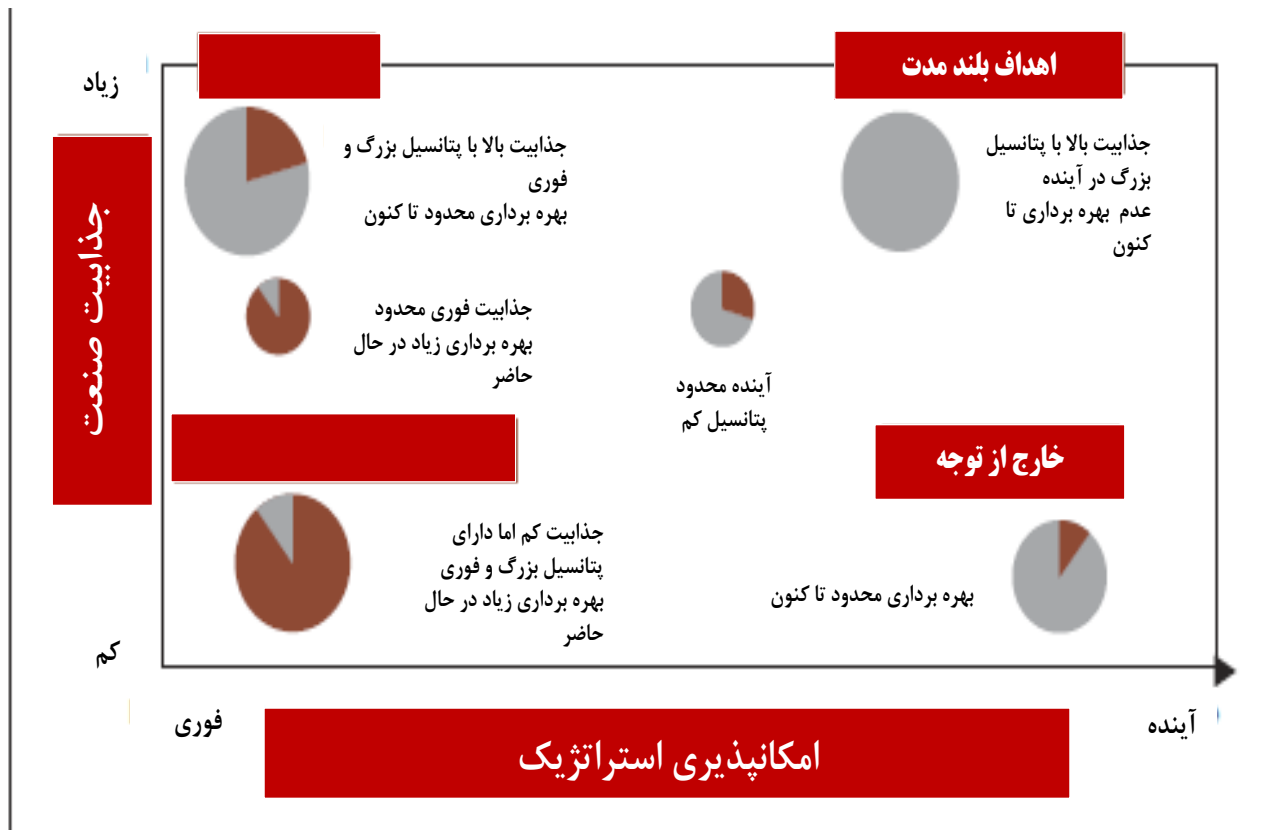 اهداف بلند مدت
زیاد
جذابیت بالا با پتانسیل
بزرگ در آینده
عدم بهره برداری تا
کنون
جذابیت بالا با پتانسیل بزرگ و
فوری
بهره برداری محدود تا کنون
جذابیت صنعت
جذابیت فوری محدود
بهره برداری زیاد در حال
حاضر
آینده محدود
پتانسیل کم
خارج از توجه
جذابیت کم اما دارای
پتانسیل بزرگ و فوری
بهره برداری زیاد در حال
حاضر
بهره برداری محدود تا کنون
کم
آینده
فوری
امکانپذیری استراتژیک